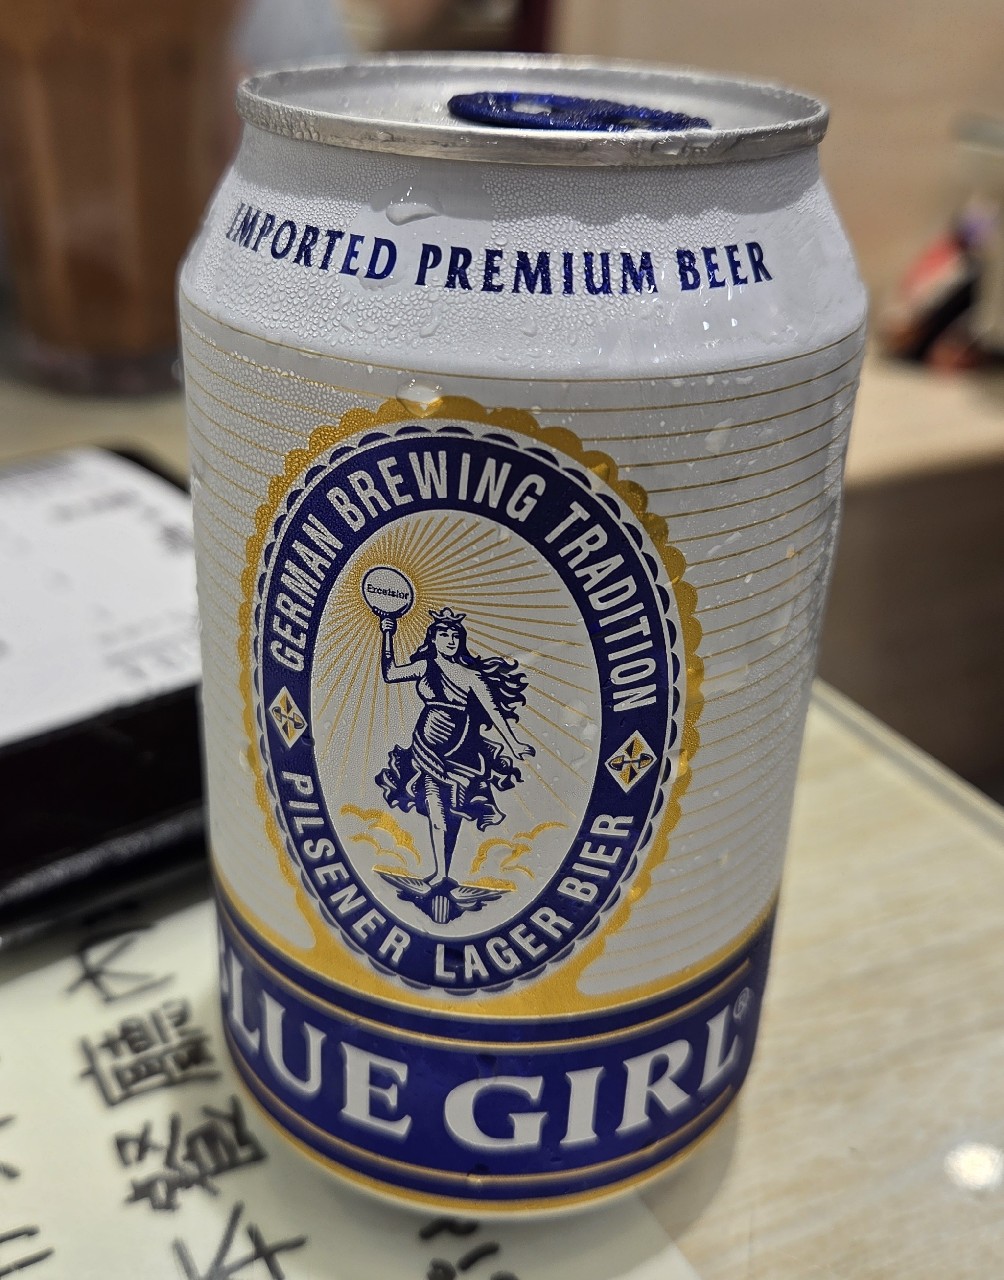 IMPORTED PREMIUM BEER
GERMAN BREWING TRADITION
Excelsior
PILSENER LAGER BIER
BLUE GIRL®